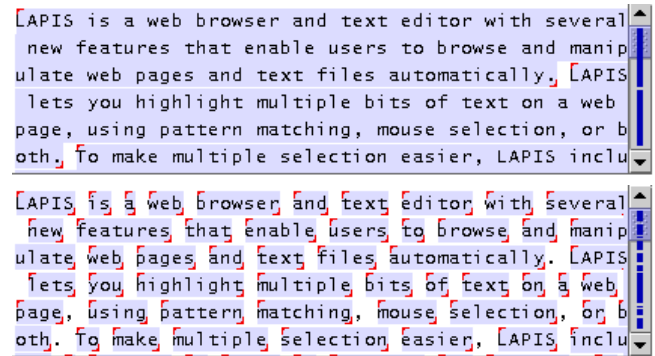 LAPIS is a web browser and text editor with several
new features that enable users to browse and manip
ulate web pages and text files automatically. LAPIS
lets you highlight multiple bits of text on a web
page, using pattern matching, mouse selection, or b
oth. To make multiple selection easier, LAPIS inclu
LAPIS is a web browser and text editor with several
new features that enable users to browse and manip
ulate web pages and text files automatically. LAPIS
lets you highlight multiple bits of text on a web
page, using pattern matching, mouse selection, or b
oth. To make multiple selection easier, LAPIS inclu